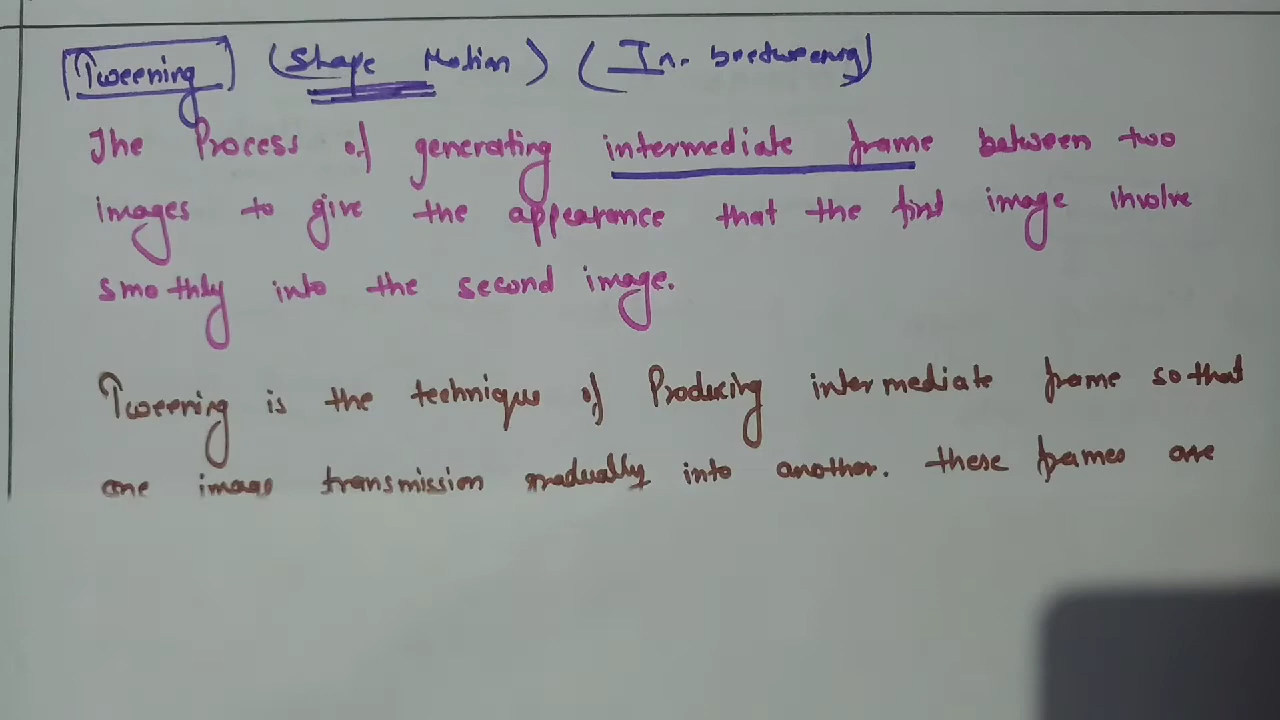 Tweening (Shape Motion) (In. beetweening)
The Process of generating intermediate frame between two
images to give the appearance that the first image involve
smothly into the second image.
Tweening is the technique of Producing intermediate frame so that
one image transmission gradually into another. these frames are